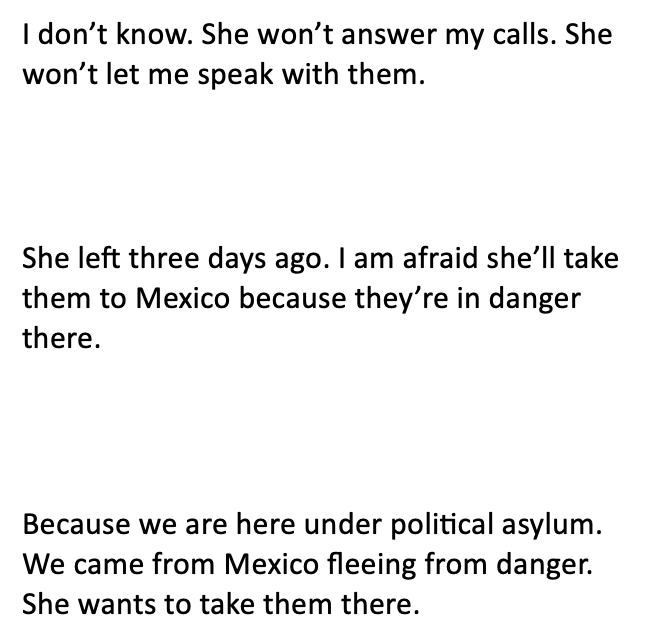 I don’t know. She won’t answer my calls. She
won’t let me speak with them.
She left three days ago. I am afraid she’ll take
them to Mexico because they’re in danger
there.
Because we are here under political asylum.
We came from Mexico fleeing from danger.
She wants to take them there.